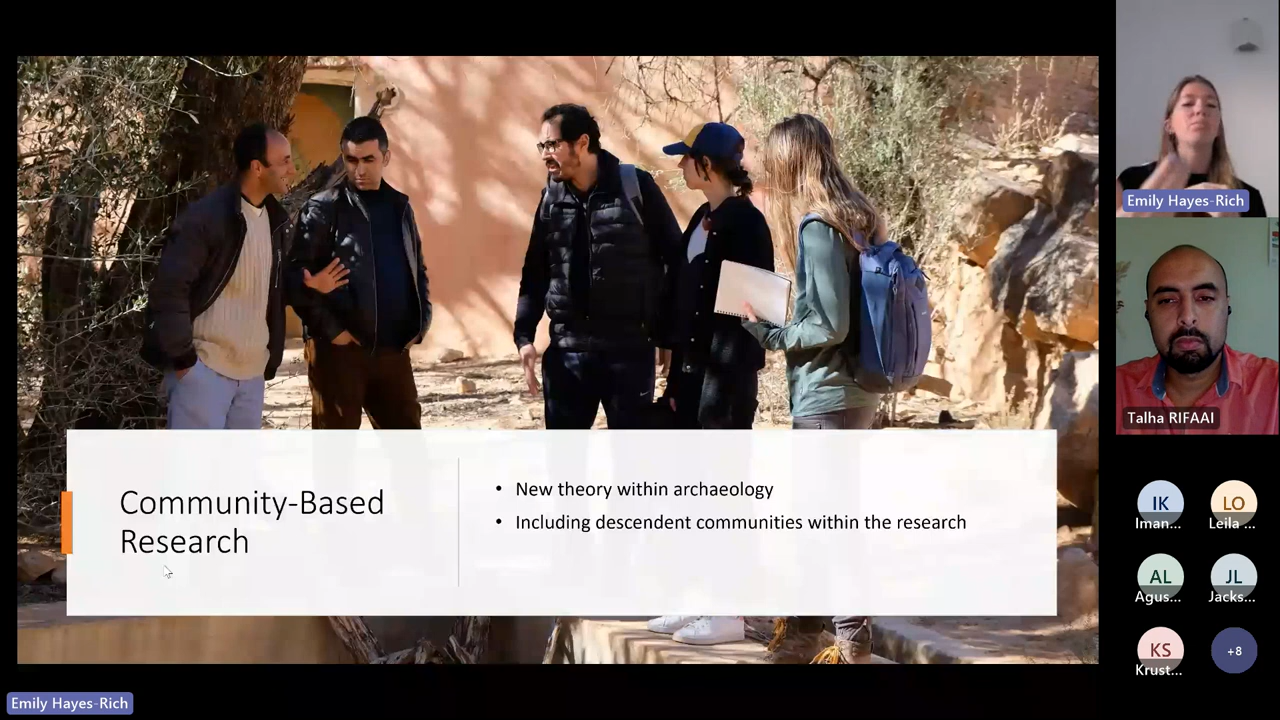 Community-Based
Research
• New theory within archaeology
• Including descendent communities within the research
Emily Hayes-Rich
Emily Hayes-Rich
Talha RIFAAI
IK
Iman...
LO
Leila ...
AL
Agus...
JL
Jacks...
KS
Krust...
+8